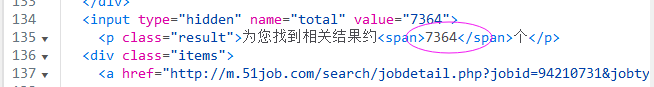 133 </div>
134 <input type="hidden" name="total" value="7364">
135 <p class="result">为您找到相关结果约<span>7364</span>个</p>
136 <div class="items">
137 <a href="http://m.51job.com/search/jobdetail.php?jobid=94210731&jobty